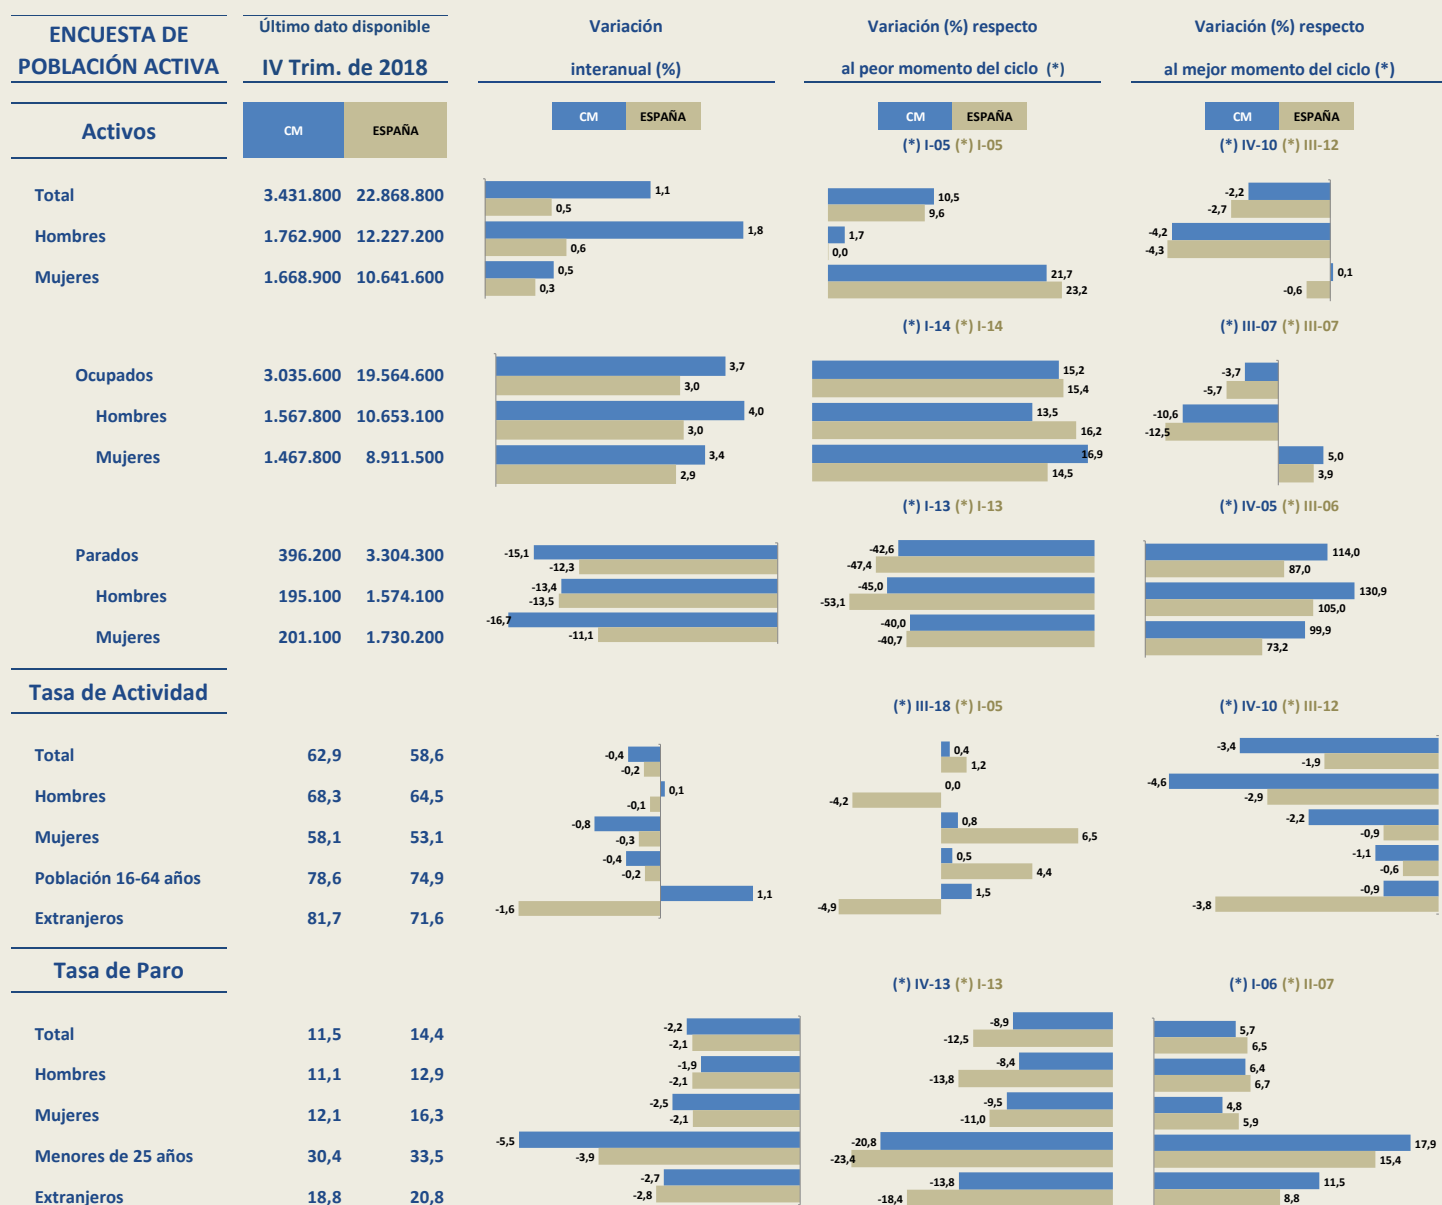 ENCUESTA DE POBLACIÓN ACTIVA
Último dato disponible
IV Trim. de 2018
Variación
interanual (%)
Variación (%) respecto
al peor momento del ciclo (*)
Variación (%) respecto
al mejor momento del ciclo (*)
Activos
CM ESPAÑA
CM ESPAÑA
CM ESPAÑA
CM ESPAÑA
(*) I-05 (*) I-05
(*) IV-10 (*) III-12
Total 3.431.800 22.868.800 1,1 0,5 10,5 9,6 -2,2 -2,7
Hombres 1.762.900 12.227.200 1,8 0,6 1,7 0,0 -4,2 -4,3
Mujeres 1.668.900 10.641.600 0,5 0,3 21,7 23,2 0,1 -0,6
(*) I-14 (*) I-14
(*) III-07 (*) III-07
Ocupados 3.035.600 19.564.600 3,7 3,0 15,2 15,4 -3,7 -5,7
Hombres 1.567.800 10.653.100 4,0 3,0 13,5 16,2 -10,6 -12,5
Mujeres 1.467.800 8.911.500 3,4 2,9 16,9 14,5 5,0 3,9
(*) I-13 (*) I-13
(*) IV-05 (*) III-06
Parados 396.200 3.304.300 -15,1 -12,3 -42,6 -47,4 114,0 87,0
Hombres 195.100 1.574.100 -13,4 -13,5 -45,0 -53,1 130,9 105,0
Mujeres 201.100 1.730.200 -16,7 -11,1 -40,0 -40,7 99,9 73,2
Tasa de Actividad
(*) III-18 (*) I-05
(*) IV-10 (*) III-12
Total 62,9 58,6 -0,4 -0,2 0,4 1,2 -3,4 -1,9
Hombres 68,3 64,5 0,1 -0,1 0,0 -4,2 -4,6 -2,9
Mujeres 58,1 53,1 -0,8 -0,3 0,8 6,5 -2,2 -0,9
Población 16-64 años 78,6 74,9 -0,4 -0,2 0,5 4,4 -1,1 -0,6
Extranjeros 81,7 71,6 1,1 -1,6 1,5 -4,9 -0,9 -3,8
Tasa de Paro
(*) IV-13 (*) I-13
(*) I-06 (*) II-07
Total 11,5 14,4 -2,2 -2,1 -8,9 -12,5 5,7 6,5
Hombres 11,1 12,9 -1,9 -2,1 -8,4 -13,8 6,4 6,7
Mujeres 12,1 16,3 -2,5 -2,1 -9,5 -11,0 4,8 5,9
Menores de 25 años 30,4 33,5 -5,5 -3,9 -20,8 -23,4 17,9 15,4
Extranjeros 18,8 20,8 -2,7 -2,8 -13,8 -18,4 11,5 8,8